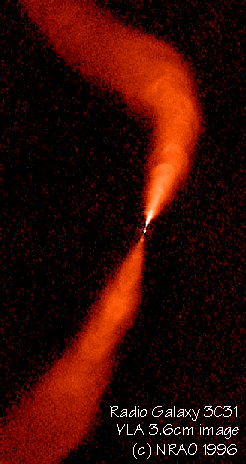 Radio Galaxy 3C31
VLA 3.6cm image
(c) NRAO 1996